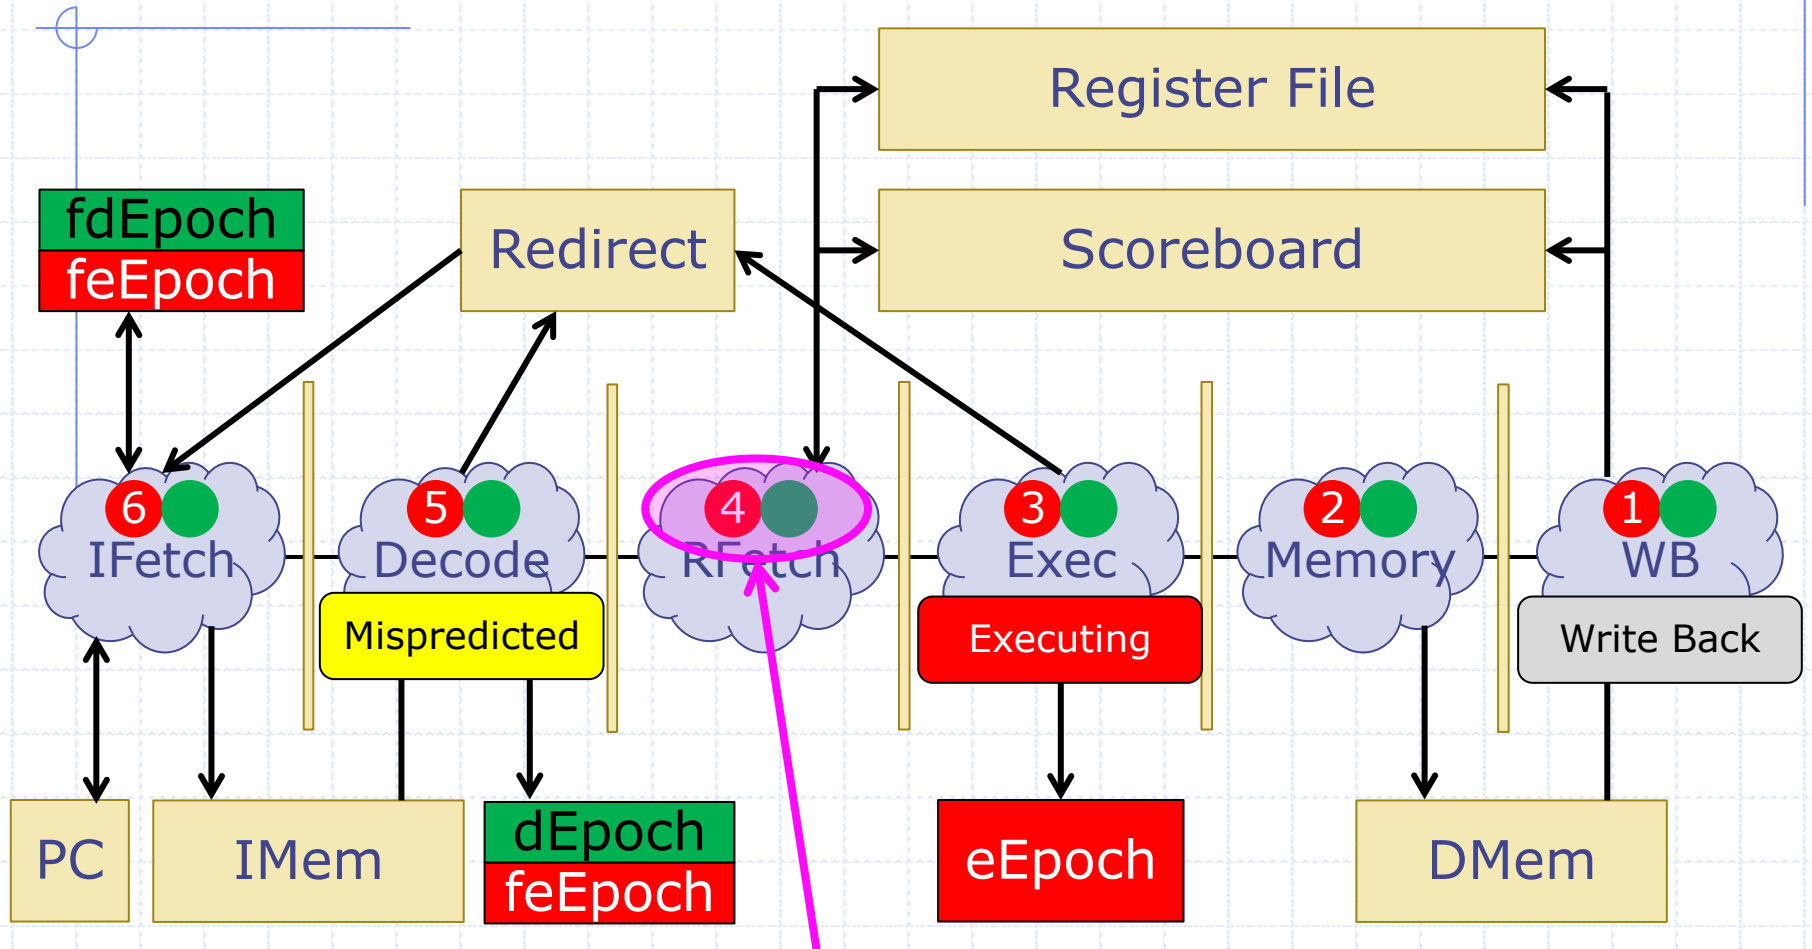 Register File
fdEpoch
feEpoch
Redirect
Scoreboard
6
IFetch
5
Decode
4
RFetch
3
Exec
2
Memory
1
WB
Mispredicted
Executing
Write Back
PC
IMem
dEpoch
feEpoch
eEpoch
DMem